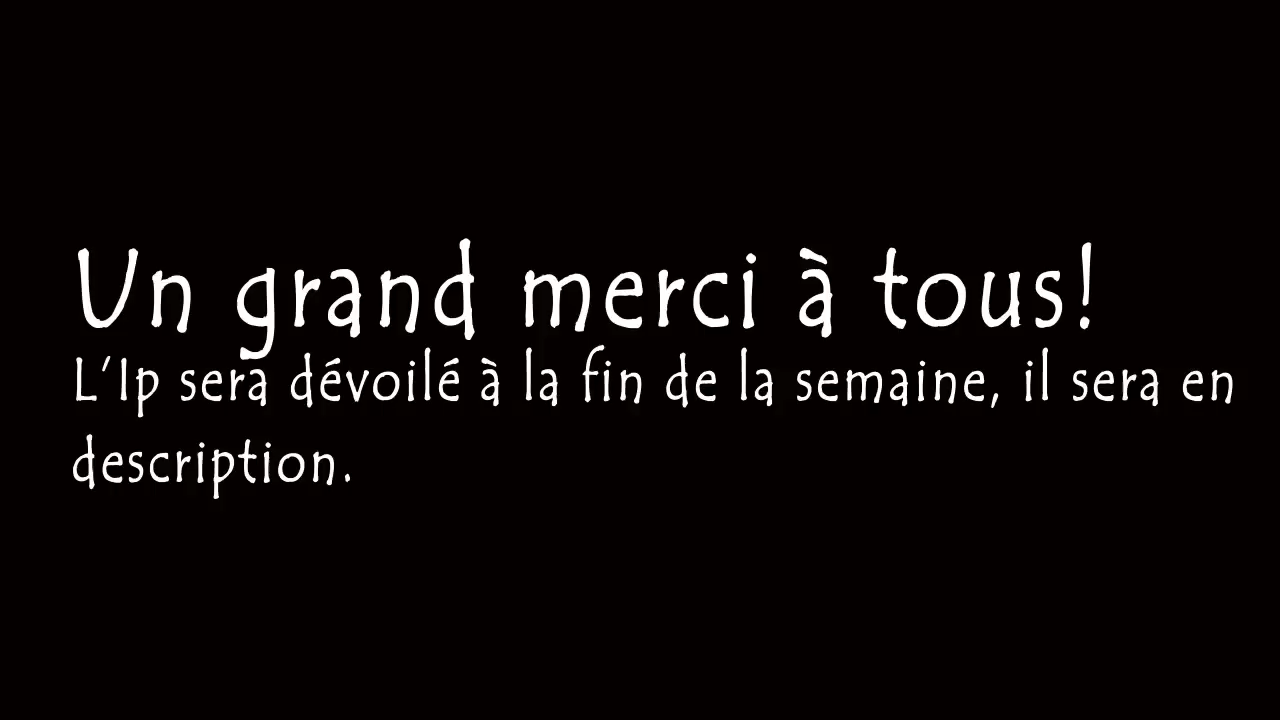 Un grand merci à tous!
L'Ip sera dévoilé à la fin de la semaine, il sera en
description.